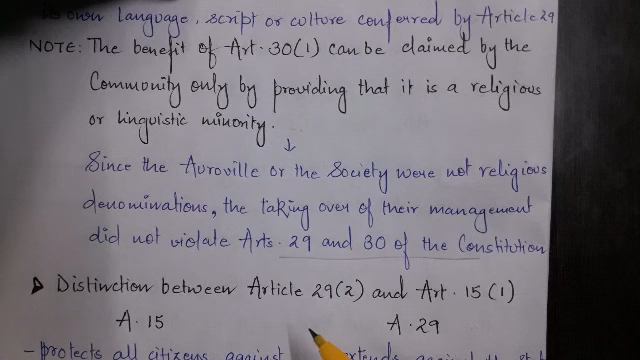 its own language, script or culture conferred by Article 29
NOTE: The benefit of Art. 30(1) can be claimed by the
Community only by providing that it is a religious
or linguistic minority.
↓
Since the Auroville or the Society were not religious
denominations, the taking over of their management
did not violate Arts. 29 and 30 of the Constitution
Distinction between Article 29(2) and Art. 15 (1)
A. 15 A. 29
- protects all citizens against extends against